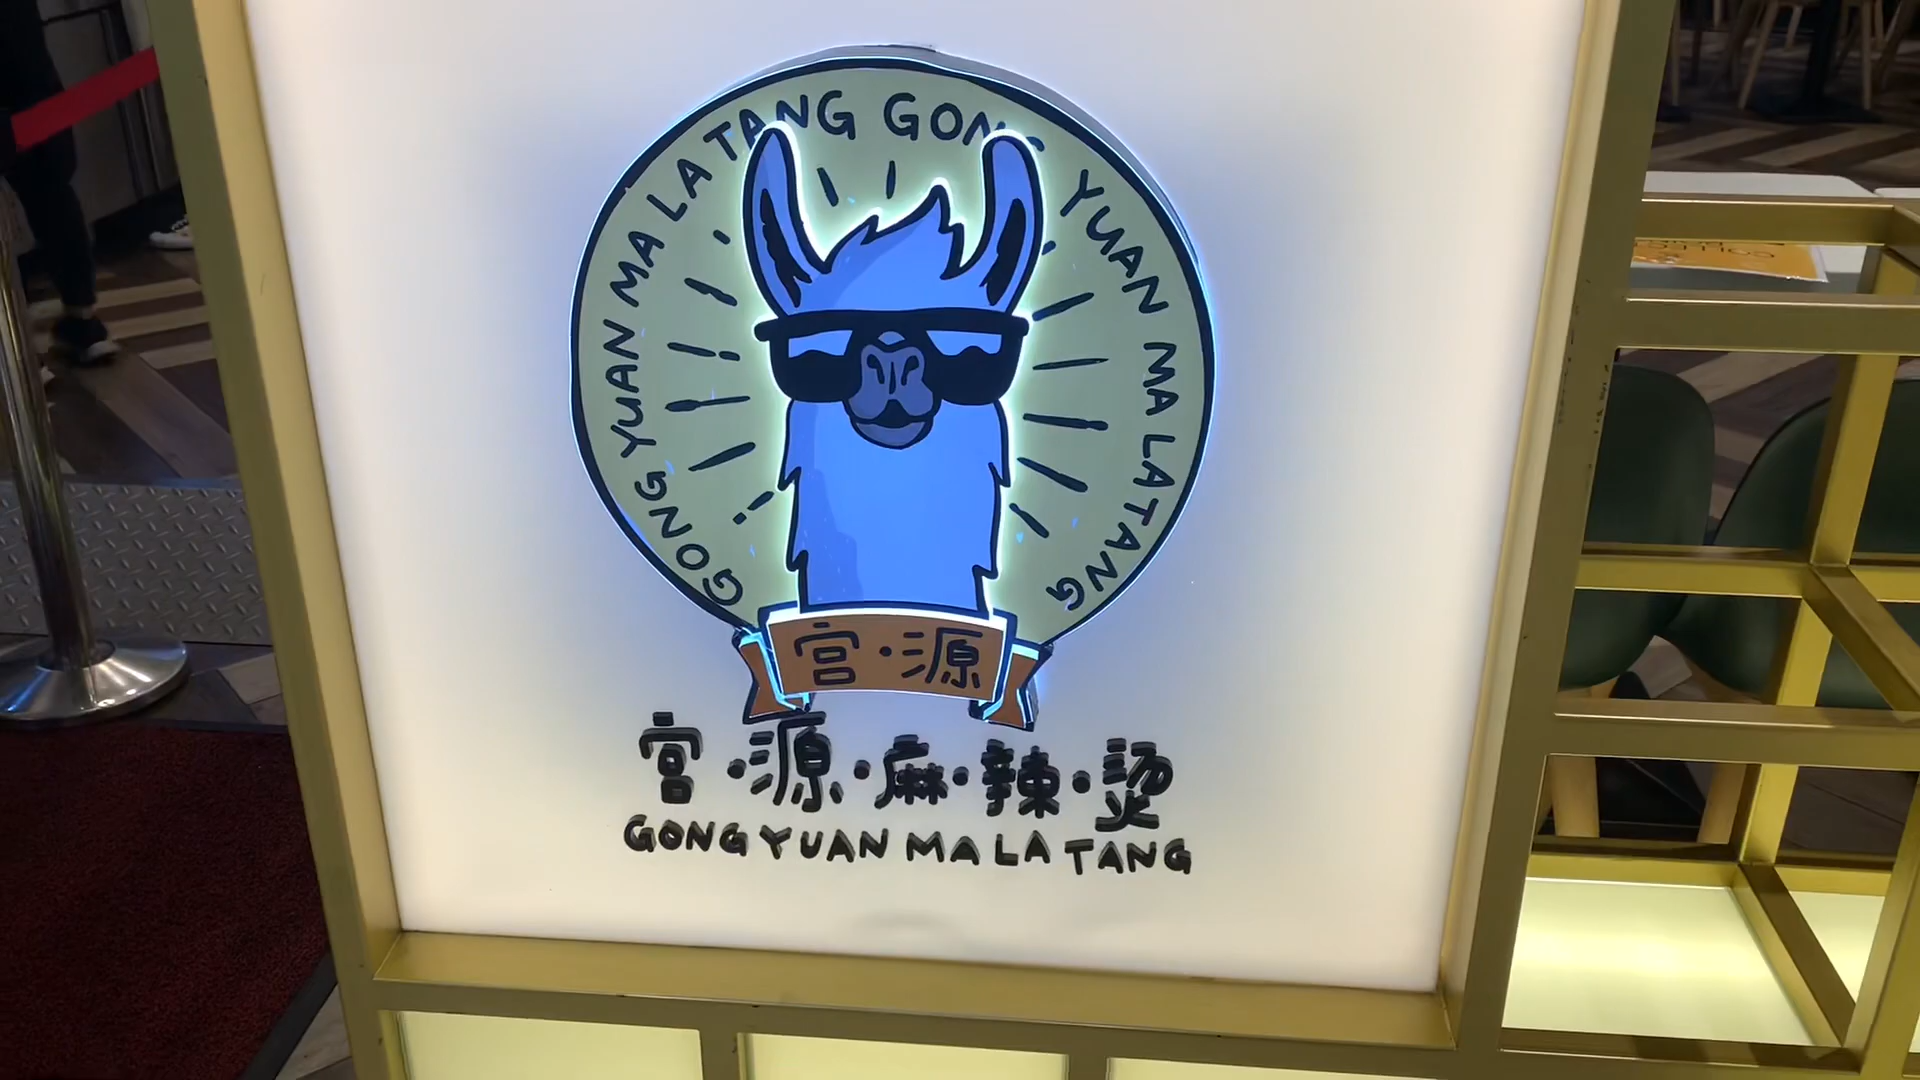 GONG YUAN MA LA TANG GONG YUAN MA LA TANG
宫·源
宫·源·麻·辣·烫
GONG YUAN MA LA TANG